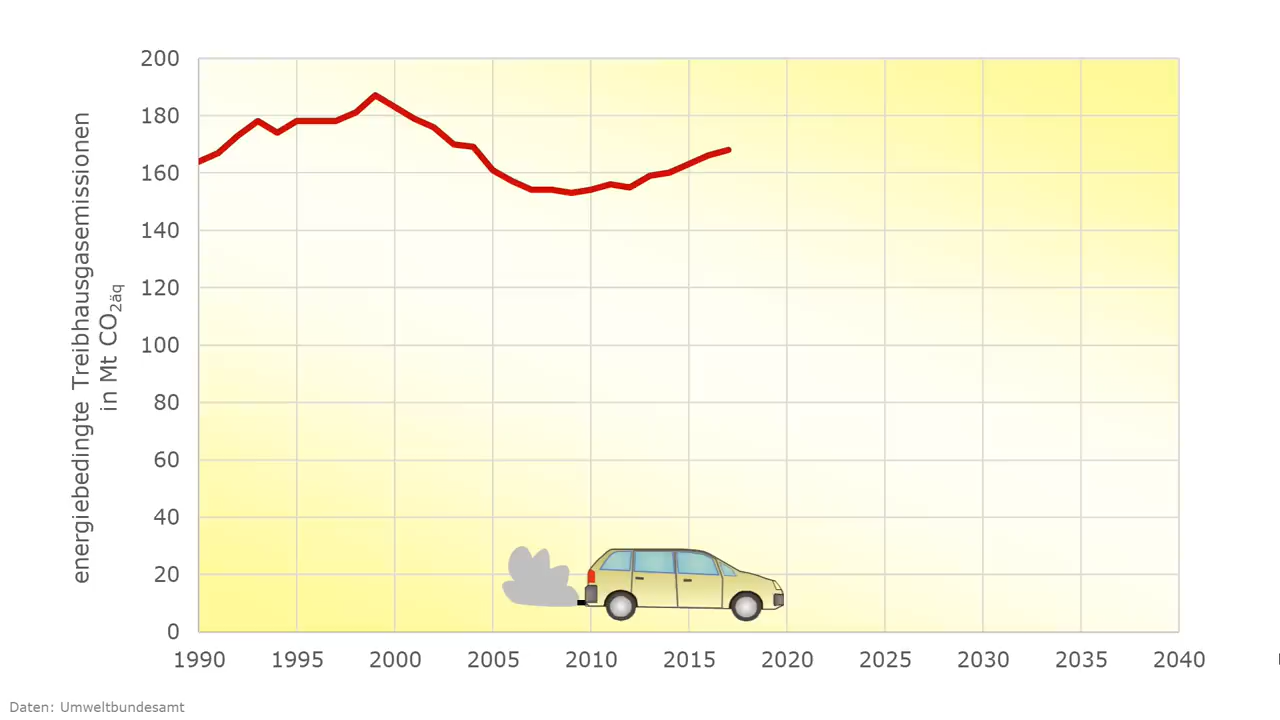 energiebedingte Treibhausgasemissionen
in Mt CO2äq
200
180
160
140
120
100
80
60
40
20
0
1990 1995 2000 2005 2010 2015 2020 2025 2030 2035 2040
Daten: Umweltbundesamt